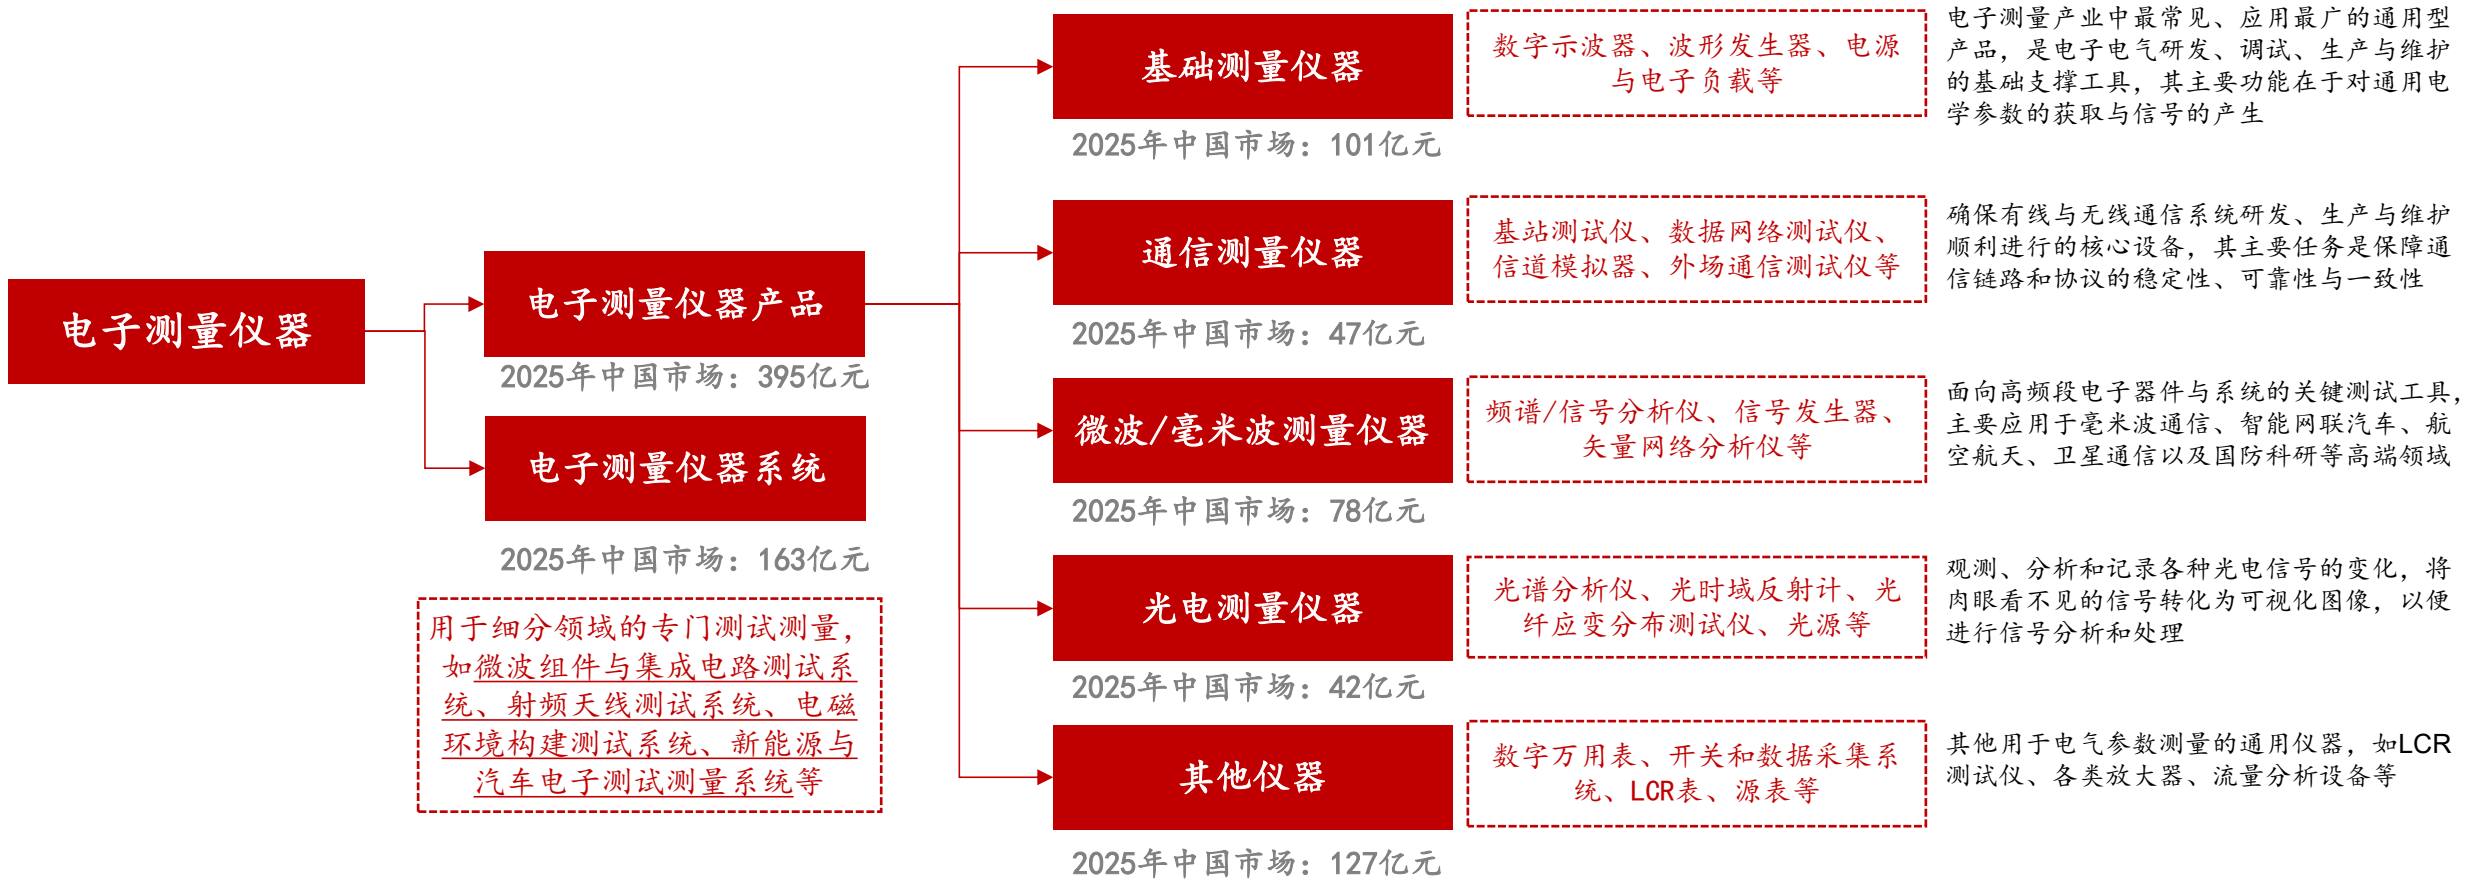 电子测量仪器
电子测量仪器产品
2025年中国市场：395亿元
电子测量仪器系统
2025年中国市场：163亿元
用于细分领域的专门测试测量，
如微波组件与集成电路测试系
统、射频天线测试系统、电磁
环境构建测试系统、新能源与
汽车电子测试测量系统等
基础测量仪器
2025年中国市场：101亿元
数字示波器、波形发生器、电源
与电子负载等
电子测量产业中最常见、应用最广的通用型
产品，是电子电气研发、调试、生产与维护
的基础支撑工具，其主要功能在于对通用电
学参数的获取与信号的产生
通信测量仪器
2025年中国市场：47亿元
基站测试仪、数据网络测试仪、
信道模拟器、外场通信测试仪等
确保有线与无线通信系统研发、生产与维护
顺利进行的核心设备，其主要任务是保障通
信链路和协议的稳定性、可靠性与一致性
微波/毫米波测量仪器
2025年中国市场：78亿元
频谱/信号分析仪、信号发生器、
矢量网络分析仪等
面向高频段电子器件与系统的关键测试工具，
主要应用于毫米波通信、智能网联汽车、航
空航天、卫星通信以及国防科研等高端领域
光电测量仪器
2025年中国市场：42亿元
光谱分析仪、光时域反射计、光
纤应变分布测试仪、光源等
观测、分析和记录各种光电信号的变化，将
肉眼看不见的信号转化为可视化图像，以便
进行信号分析和处理
其他仪器
2025年中国市场：127亿元
数字万用表、开关和数据采集系
统、LCR表、源表等
其他用于电气参数测量的通用仪器，如LCR
测试仪、各类放大器、流量分析设备等